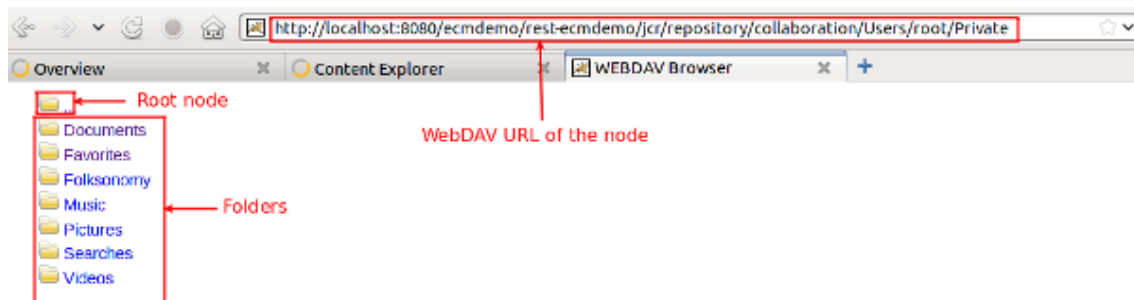 http://localhost:8080/ecmdemo/rest-ecmdemo/jcr/repository/collaboration/Users/root/Private
Overview Content Explorer WEBDAV Browser
.. Root node
Documents
WebDAV URL of the node
Favorites
Folksonomy
Music
Folders
Pictures
Searches
Videos